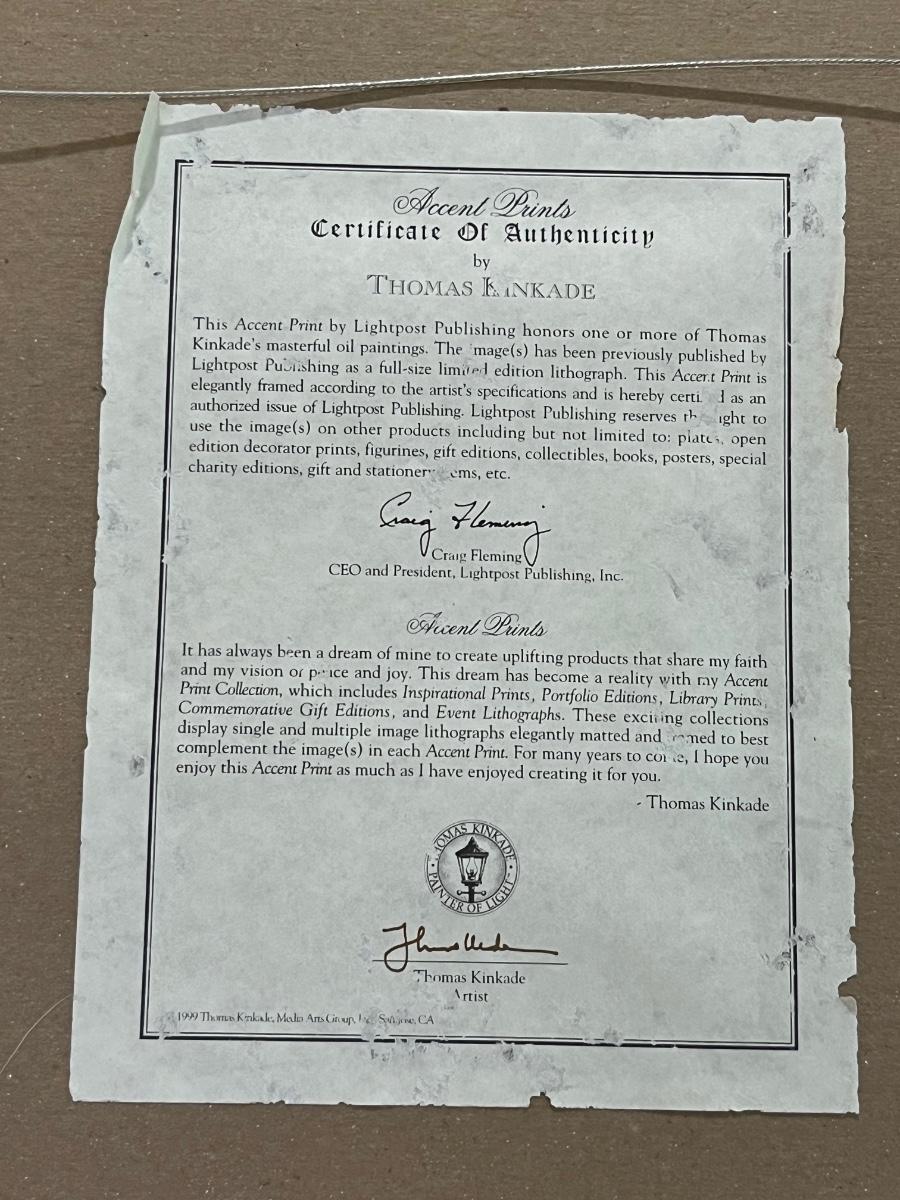 Accent Prints
Certificate Of Authenticity
by
THOMAS KINKADE
This Accent Print by Lightpost Publishing honors one or more of Thomas
Kinkade's masterful oil paintings. The mage(s) has been previously published by
Lightpost Publishing as a full-size limited edition lithograph. This Accent Print is
elegantly framed according to the artist's specifications and is hereby certi d as an
authorized issue of Lightpost Publishing. Lightpost Publishing reserves th ight to
use the image(s) on other products including but not limited to: plates, open
edition decorator prints, figurines, gift editions, collectibles, books, posters, special
charity editions, gift and stationery ems, etc.
Craig Fleming
Craig Fleming
CEO and President, Lightpost Publishing, Inc.
Accent Prints
It has always been a dream of mine to create uplifting products that share my faith
and my vision of peace and joy. This dream has become a reality with my Accent
Print Collection, which includes Inspirational Prints, Portfolio Editions, Library Prints,
Commemorative Gift Editions, and Event Lithographs. These exciting collections
display single and multiple image lithographs elegantly matted and framed to best
complement the image(s) in each Accent Print. For many years to come, I hope you
enjoy this Accent Print as much as I have enjoyed creating it for you.
- Thomas Kinkade
THOMAS KINKADE
PAINTER OF LIGHT
Thomas Kinkade
Artist
1999 Thomas Kinkade, Media Arts Group, Inc. San Jose, CA